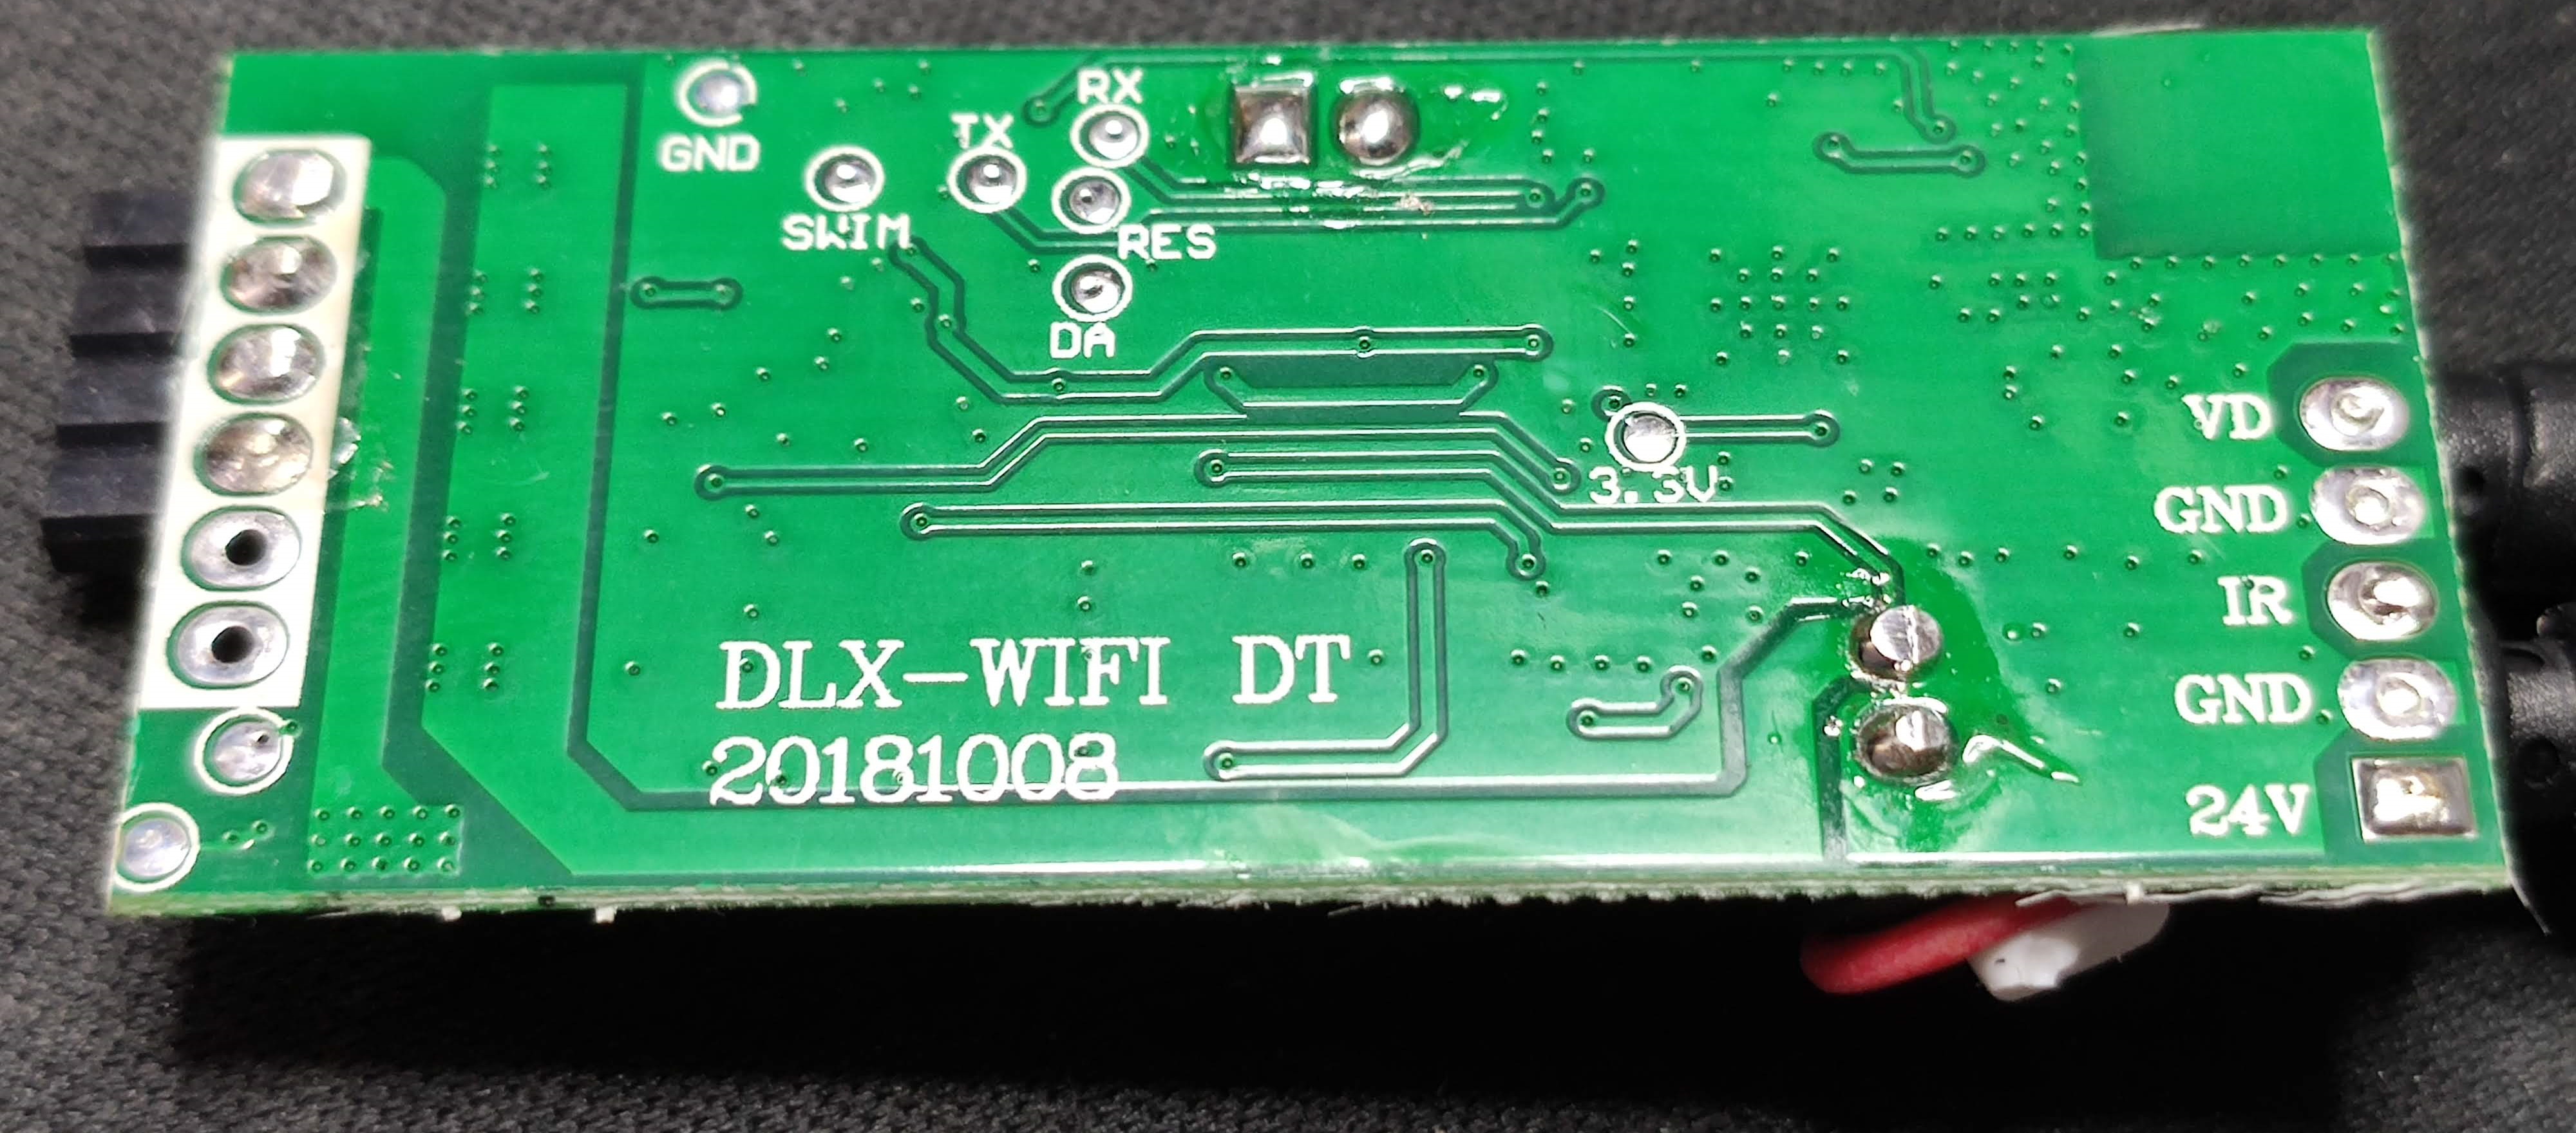 RX
TX
GND
SWIM
RES
DA
VD
3.3V
GND
IR
DLX-WIFI DT
GND
20181008
24V